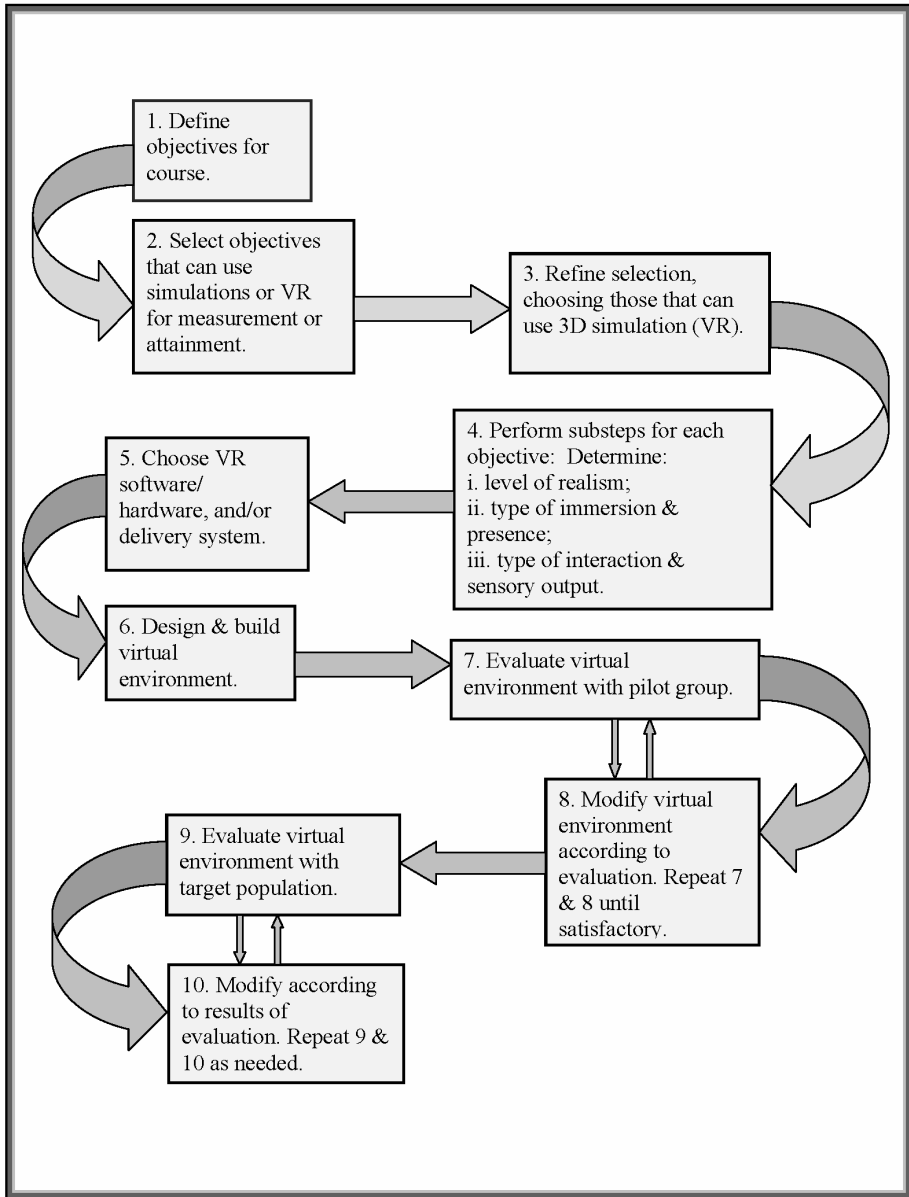 1. Define
objectives for
course.
2. Select objectives
that can use
simulations or VR
for measurement or
attainment.
3. Refine selection,
choosing those that can
use 3D simulation (VR).
4. Perform substeps for each
objective: Determine:
i. level of realism;
ii. type of immersion &
presence;
iii. type of interaction &
sensory output.
5. Choose VR
software/
hardware, and/or
delivery system.
6. Design & build
virtual
environment.
7. Evaluate virtual
environment with pilot group.
8. Modify virtual
environment
according to
evaluation. Repeat 7
& 8 until
satisfactory.
9. Evaluate virtual
environment with
target population.
10. Modify according
to results of
evaluation. Repeat 9 &
10 as needed.